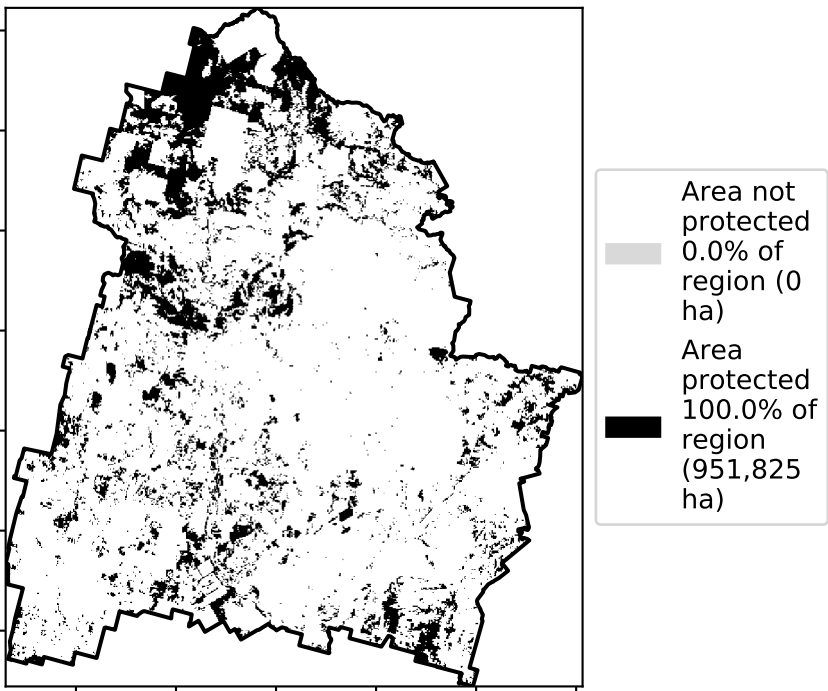 Area not
protected
0.0% of
region (0
ha)
Area
protected
100.0% of
region
(951,825
ha)